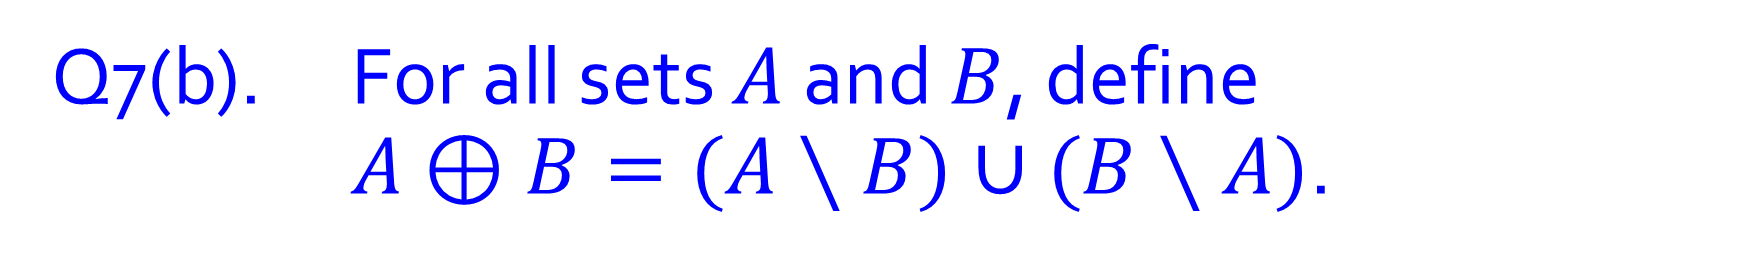 Q7(b). For all sets A and B, define
A ⊕ B = (A \ B) ∪ (B \ A).